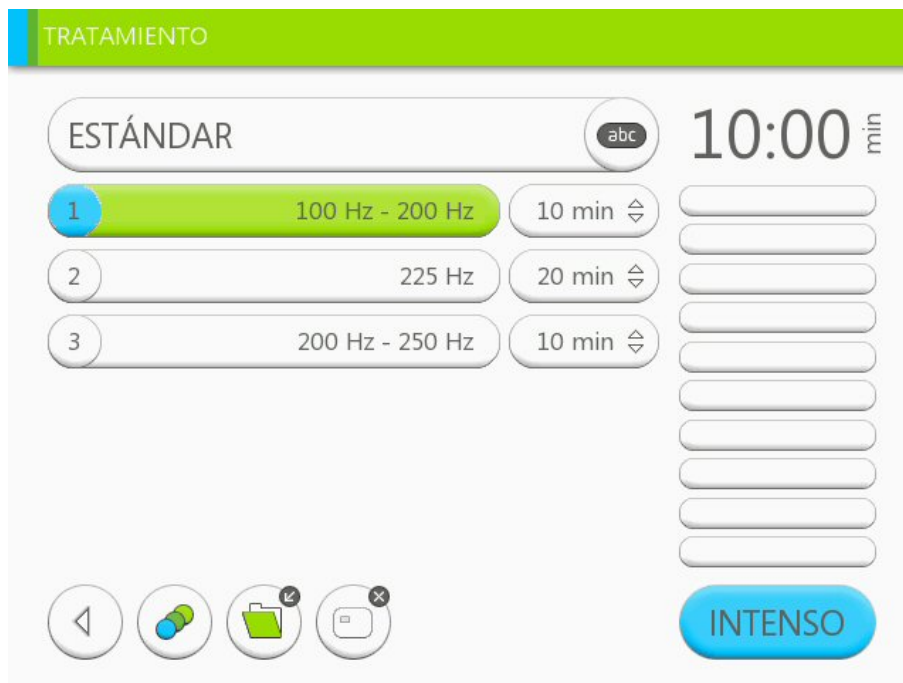 TRATAMIENTO
ESTÁNDAR abc 10:00 min
1 100 Hz - 200 Hz 10 min
2 225 Hz 20 min
3 200 Hz - 250 Hz 10 min
INTENSO